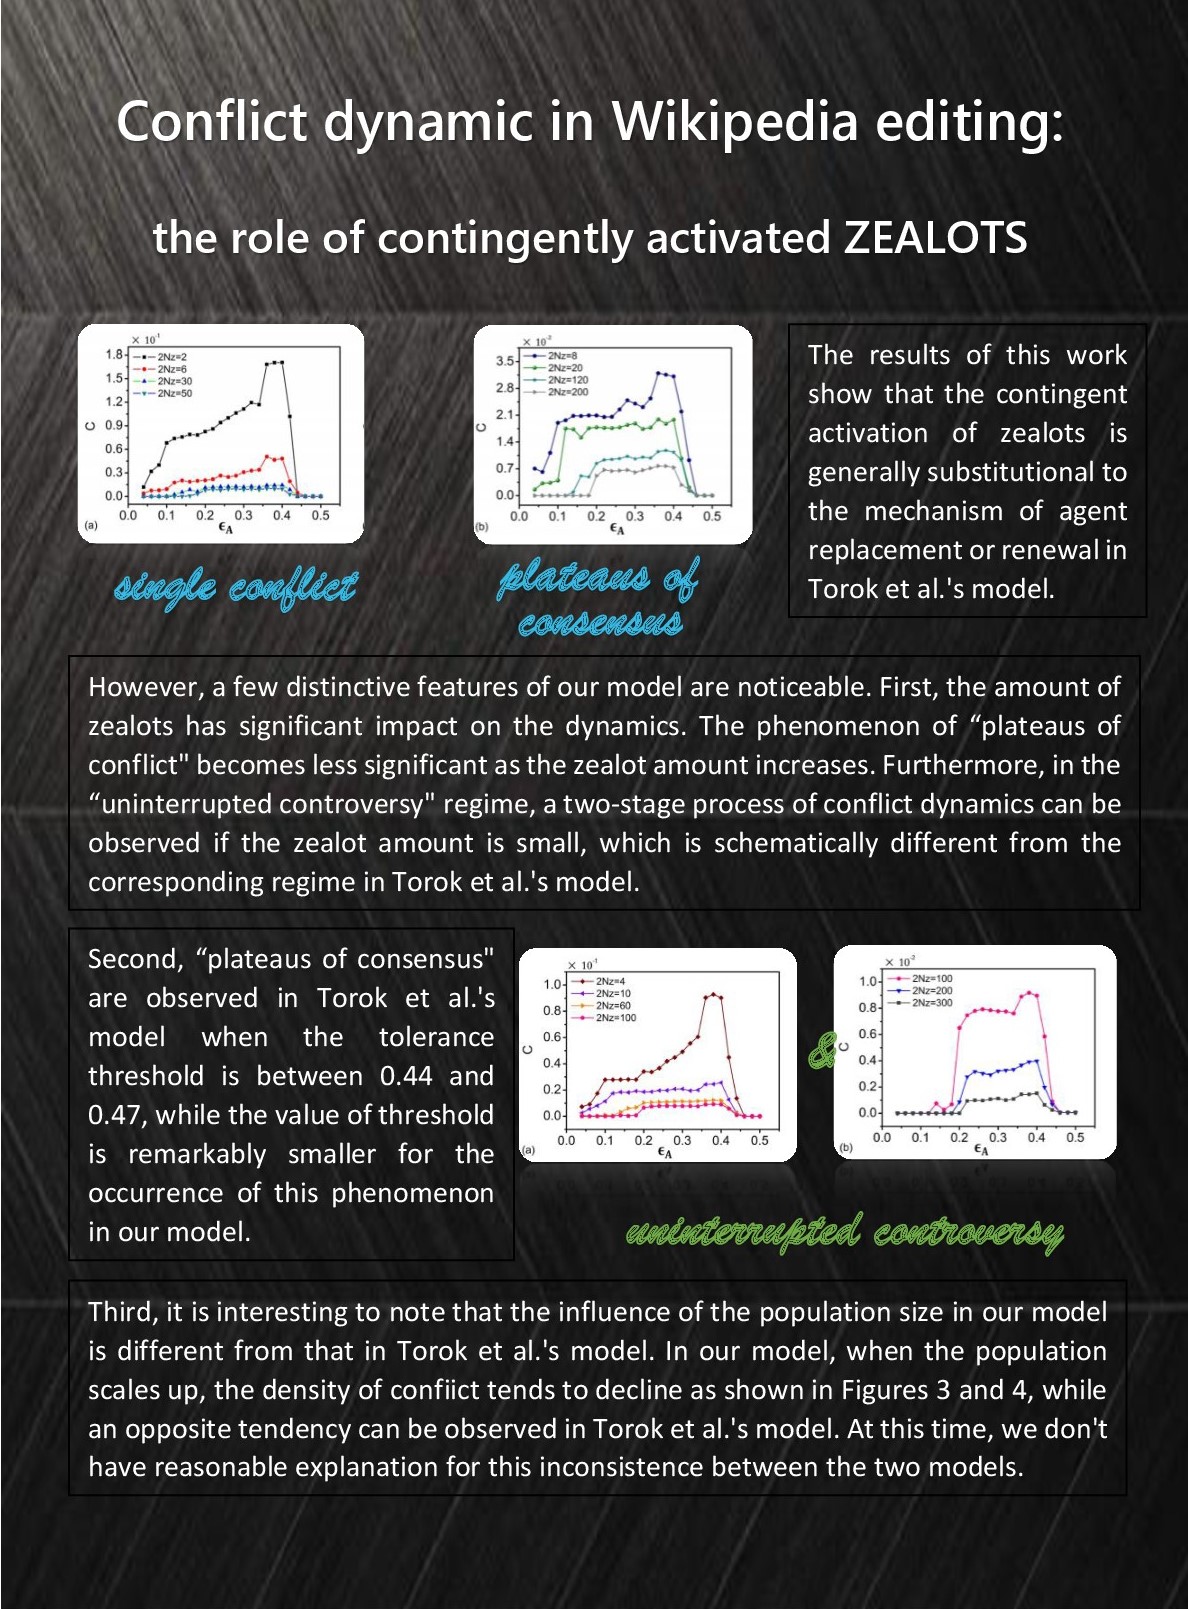 Conflict dynamic in Wikipedia editing:
the role of contingently activated ZEALOTS
× 10⁻¹
1.8
1.5
1.2
0.9
0.6
0.3
0.0
C
2Nz=2
2Nz=6
2Nz=30
2Nz=50
0.0 0.1 0.2 0.3 0.4 0.5
(a)
ϵA
single conflict
× 10⁻²
3.5
2.8
2.1
1.4
0.7
0.0
C
2Nz=8
2Nz=20
2Nz=120
2Nz=200
0.0 0.1 0.2 0.3 0.4 0.5
(b)
ϵA
plateaus of
consensus
The results of this work
show that the contingent
activation of zealots is
generally substitutional to
the mechanism of agent
replacement or renewal in
Torok et al.'s model.
However, a few distinctive features of our model are noticeable. First, the amount of
zealots has significant impact on the dynamics. The phenomenon of “plateaus of
conflict" becomes less significant as the zealot amount increases. Furthermore, in the
“uninterrupted controversy" regime, a two-stage process of conflict dynamics can be
observed if the zealot amount is small, which is schematically different from the
corresponding regime in Torok et al.'s model.
Second, “plateaus of consensus"
are observed in Torok et al.'s
model when the tolerance
threshold is between 0.44 and
0.47, while the value of threshold
is remarkably smaller for the
occurrence of this phenomenon
in our model.
× 10⁻¹
1.0
0.8
0.6
0.4
0.2
0.0
C
2Nz=4
2Nz=10
2Nz=60
2Nz=100
0.0 0.1 0.2 0.3 0.4 0.5
(a)
ϵA
&
× 10⁻²
1.0
0.8
0.6
0.4
0.2
0.0
C
2Nz=100
2Nz=200
2Nz=300
0.0 0.1 0.2 0.3 0.4 0.5
(b)
ϵA
uninterrupted controversy
Third, it is interesting to note that the influence of the population size in our model
is different from that in Torok et al.'s model. In our model, when the population
scales up, the density of confiict tends to decline as shown in Figures 3 and 4, while
an opposite tendency can be observed in Torok et al.'s model. At this time, we don't
have reasonable explanation for this inconsistence between the two models.